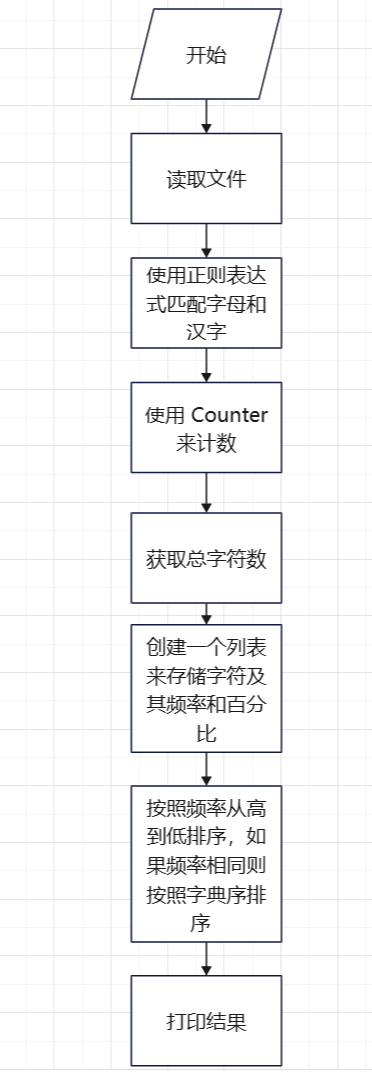 开始
读取文件
使用正则表达
式匹配字母和
汉字
使用 Counter
来计数
获取总字符数
创建一个列表
来存储字符及
其频率和百分
比
按照频率从高
到低排序，如
果频率相同则
按照字典序排
序
打印结果